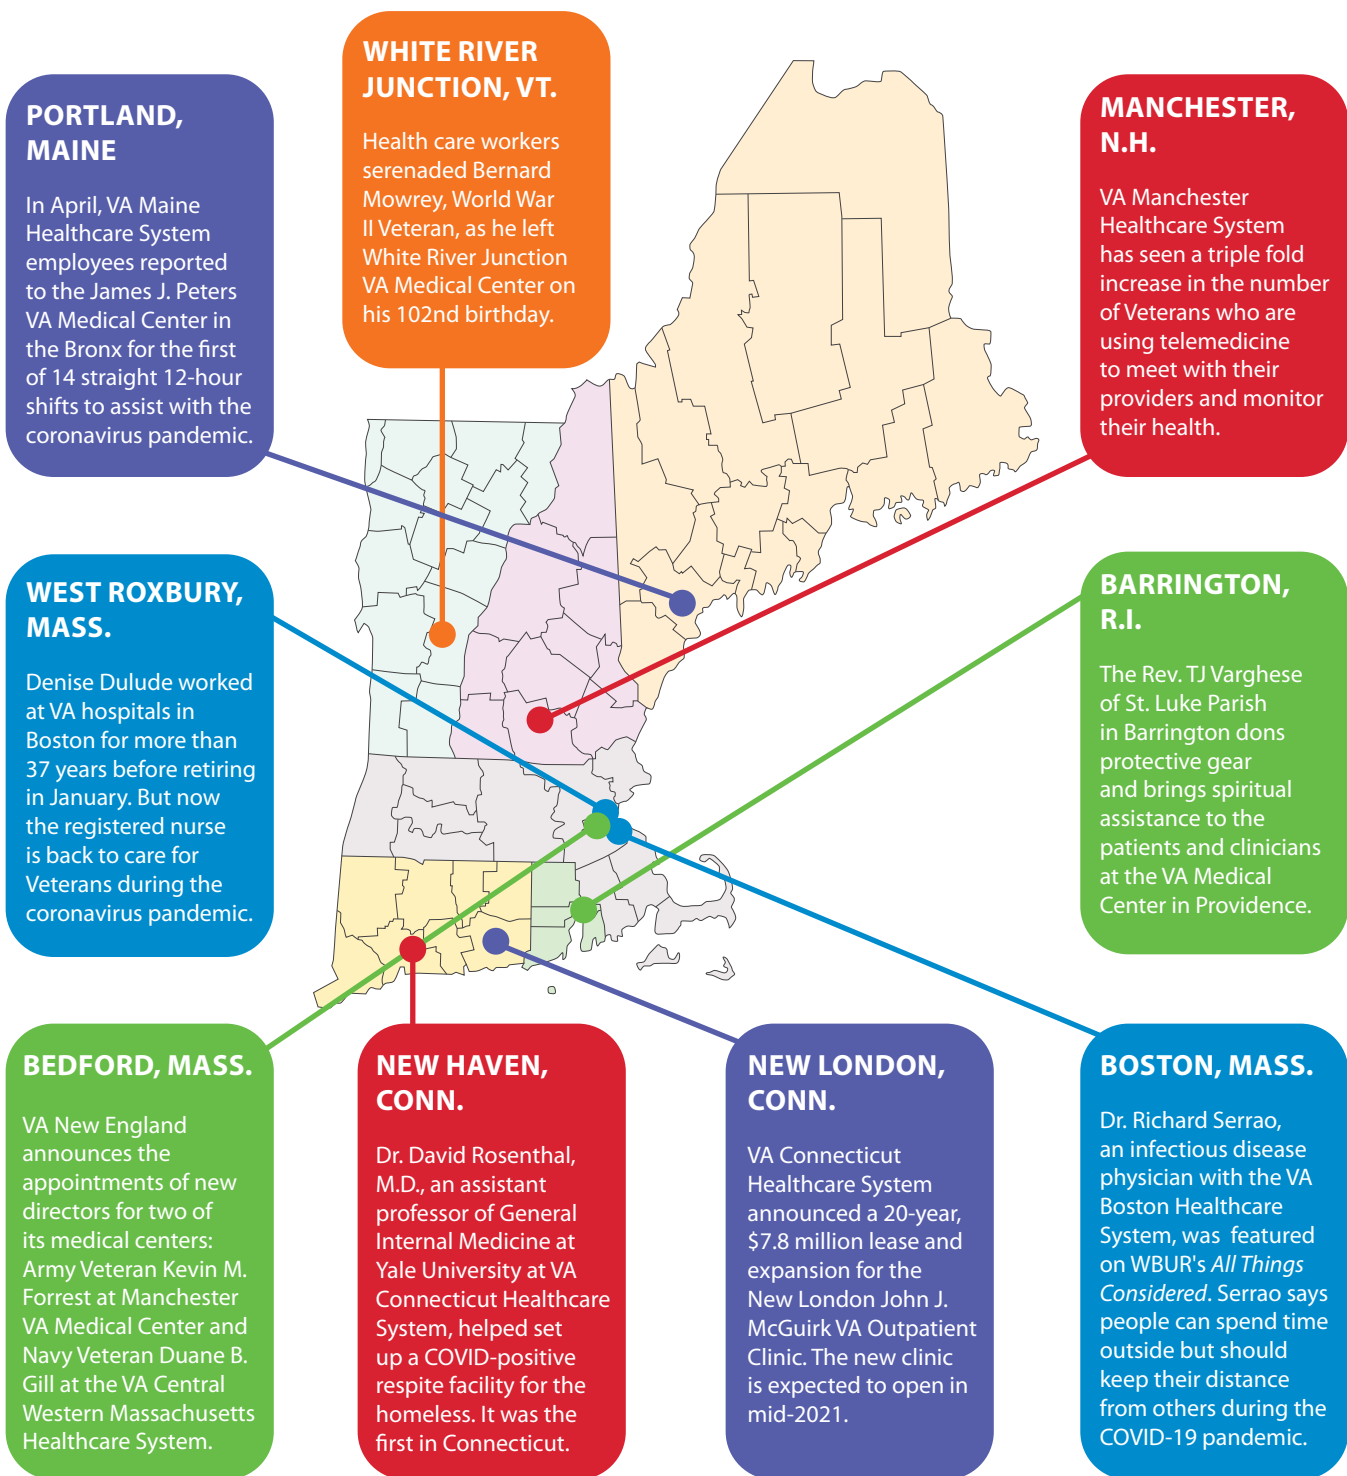 WHITE RIVER
JUNCTION, VT.
Health care workers
serenaded Bernard
Mowrey, World War
II Veteran, as he left
White River Junction
VA Medical Center on
his 102nd birthday.
PORTLAND,
MAINE
In April, VA Maine
Healthcare System
employees reported
to the James J. Peters
VA Medical Center in
the Bronx for the first
of 14 straight 12-hour
shifts to assist with the
coronavirus pandemic.
MANCHESTER,
N.H.
VA Manchester
Healthcare System
has seen a triple fold
increase in the number
of Veterans who are
using telemedicine
to meet with their
providers and monitor
their health.
WEST ROXBURY,
MASS.
Denise Dulude worked
at VA hospitals in
Boston for more than
37 years before retiring
in January. But now
the registered nurse
is back to care for
Veterans during the
coronavirus pandemic.
BARRINGTON,
R.I.
The Rev. TJ Varghese
of St. Luke Parish
in Barrington dons
protective gear
and brings spiritual
assistance to the
patients and clinicians
at the VA Medical
Center in Providence.
BEDFORD, MASS.
VA New England
announces the
appointments of new
directors for two of
its medical centers:
Army Veteran Kevin M.
Forrest at Manchester
VA Medical Center and
Navy Veteran Duane B.
Gill at the VA Central
Western Massachusetts
Healthcare System.
NEW HAVEN,
CONN.
Dr. David Rosenthal,
M.D., an assistant
professor of General
Internal Medicine at
Yale University at VA
Connecticut Healthcare
System, helped set
up a COVID-positive
respite facility for the
homeless. It was the
first in Connecticut.
NEW LONDON,
CONN.
VA Connecticut
Healthcare System
announced a 20-year,
$7.8 million lease and
expansion for the
New London John J.
McGuirk VA Outpatient
Clinic. The new clinic
is expected to open in
mid-2021.
BOSTON, MASS.
Dr. Richard Serrao,
an infectious disease
physician with the VA
Boston Healthcare
System, was featured
on WBUR's All Things
Considered. Serrao says
people can spend time
outside but should
keep their distance
from others during the
COVID-19 pandemic.